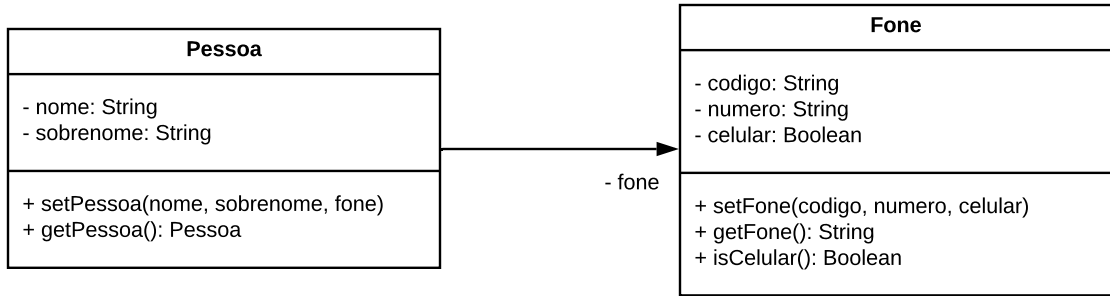 Pessoa
- nome: String
- sobrenome: String
+ setPessoa(nome, sobrenome, fone)
+ getPessoa(): Pessoa
- fone
Fone
- codigo: String
- numero: String
- celular: Boolean
+ setFone(codigo, numero, celular)
+ getFone(): String
+ isCelular(): Boolean